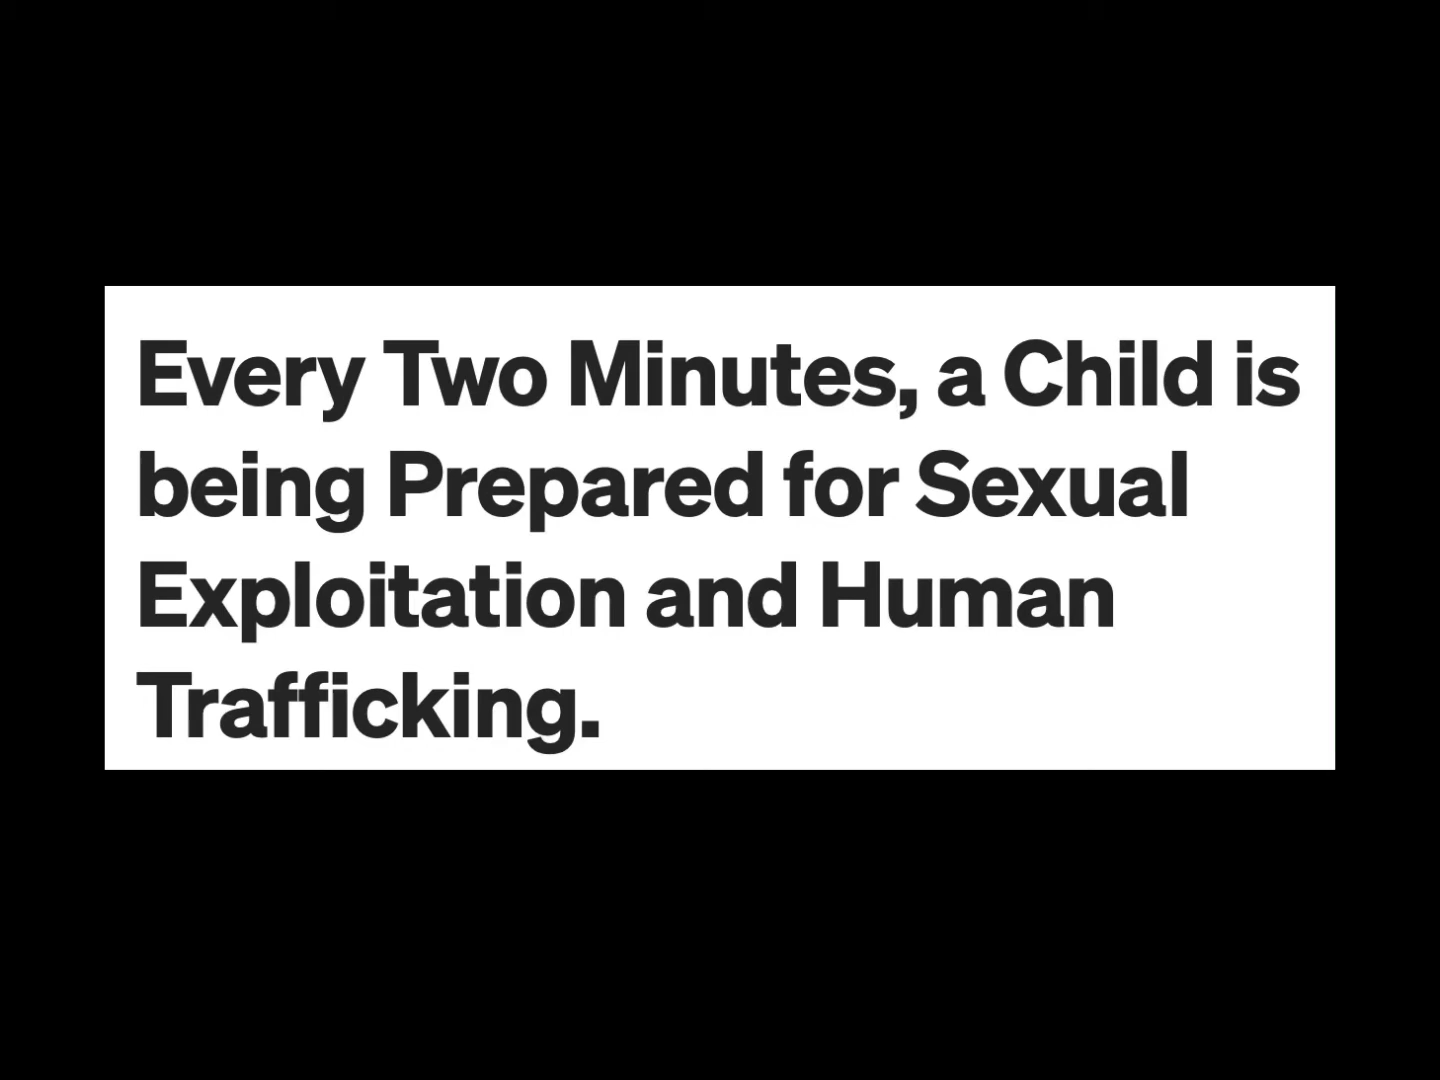 Every Two Minutes, a Child is
being Prepared for Sexual
Exploitation and Human
Trafficking.